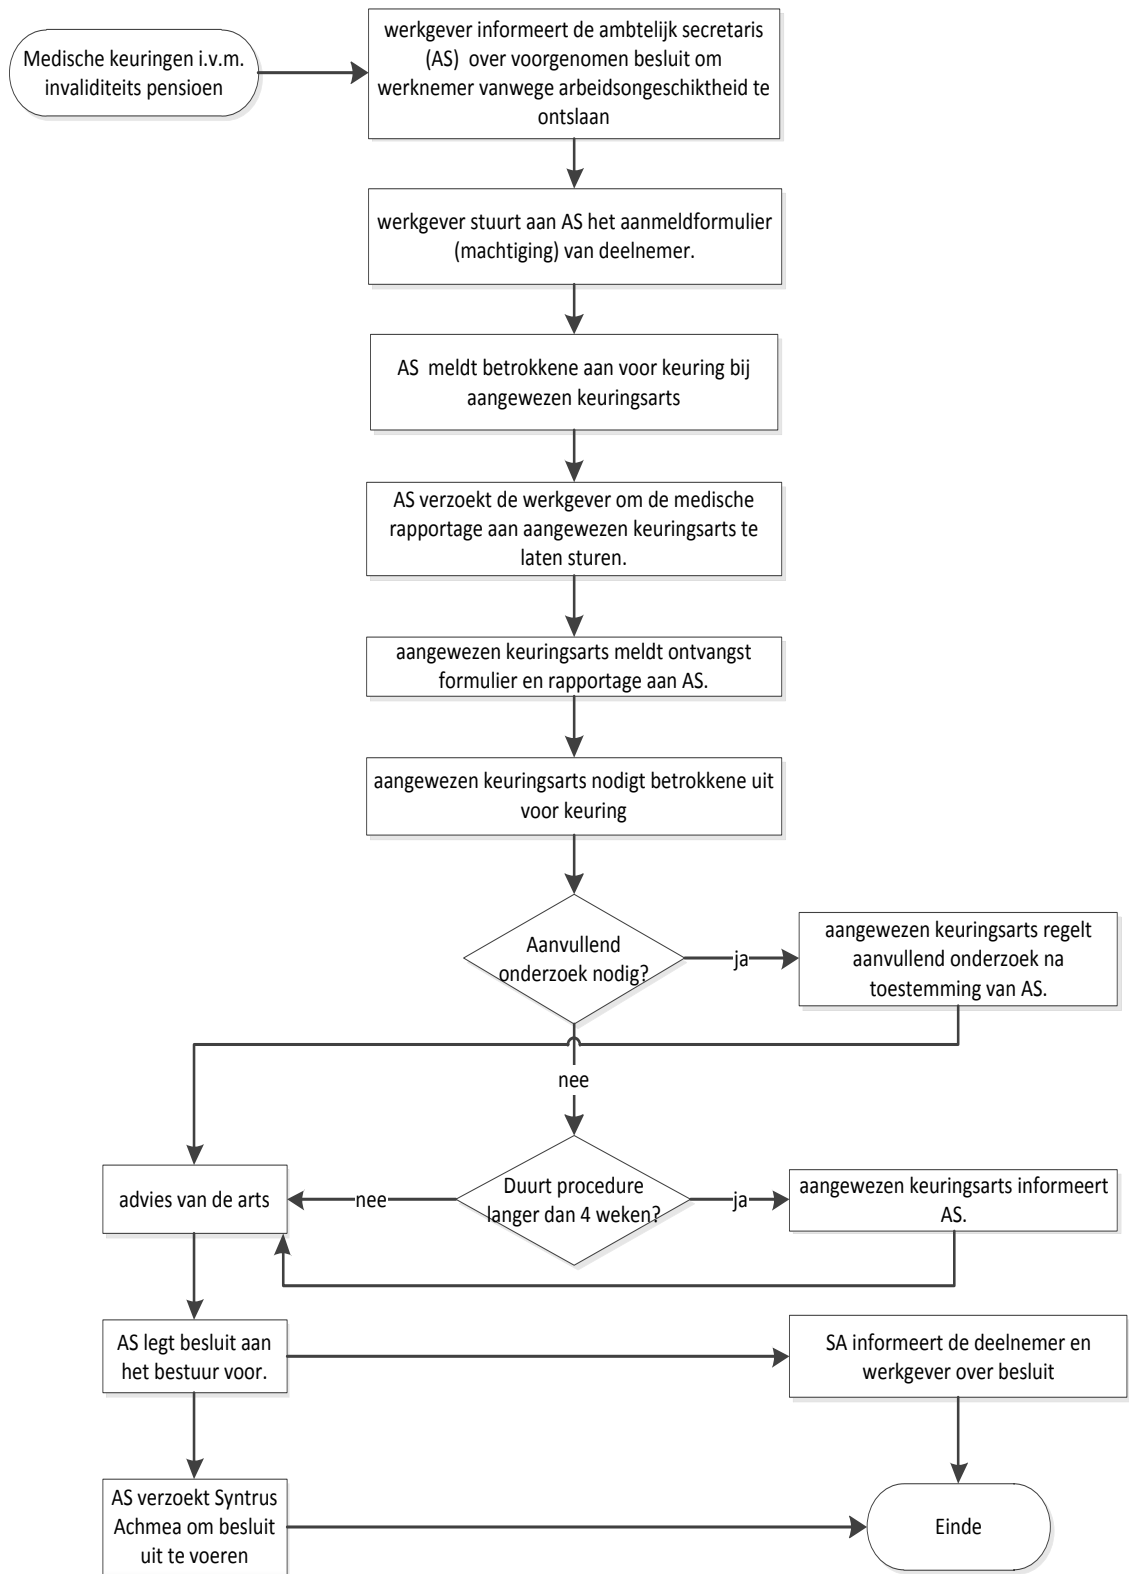 Medische keuringen i.v.m.
invaliditeits pensioen
werkgever informeert de ambtelijk secretaris
(AS) over voorgenomen besluit om
werknemer vanwege arbeidsongeschiktheid te
ontslaan
werkgever stuurt aan AS het aanmeldformulier
(machtiging) van deelnemer.
AS meldt betrokkene aan voor keuring bij
aangewezen keuringsarts
AS verzoekt de werkgever om de medische
rapportage aan aangewezen keuringsarts te
laten sturen.
aangewezen keuringsarts meldt ontvangst
formulier en rapportage aan AS.
aangewezen keuringsarts nodigt betrokkene uit
voor keuring
Aanvullend
onderzoek nodig?
ja
aangewezen keuringsarts regelt
aanvullend onderzoek na
toestemming van AS.
nee
Duurt procedure
langer dan 4 weken?
nee
advies van de arts
ja
aangewezen keuringsarts informeert
AS.
AS legt besluit aan
het bestuur voor.
SA informeert de deelnemer en
werkgever over besluit
AS verzoekt Syntrus
Achmea om besluit
uit te voeren
Einde